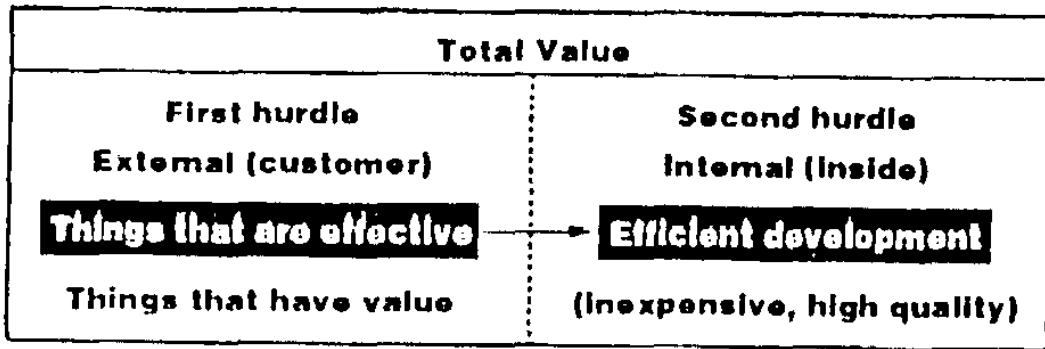 Total Value
First hurdle
External (customer)
Things that are effective
Things that have value
Second hurdle
Internal (Inside)
Efficient development
(Inexpensive, high quality)